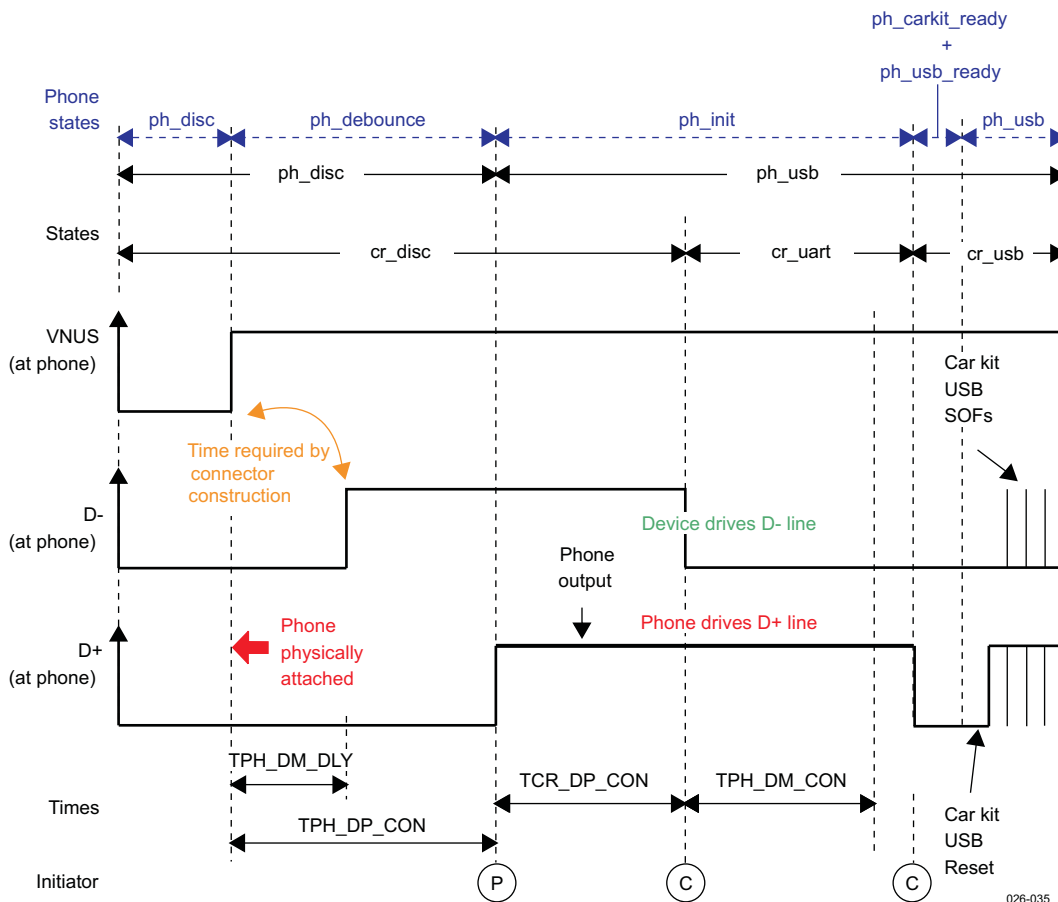 ph_carkit_ready
+
ph_usb_ready
Phone
states
ph_disc
ph_debounce
ph_init
ph_usb
ph_disc
ph_usb
States
cr_disc
cr_uart
cr_usb
VNUS
(at phone)
Car kit
USB
SOFs
Time required by
connector
construction
D-
(at phone)
Device drives D- line
Phone
output
Phone
physically
attached
Phone drives D+ line
D+
(at phone)
TPH_DM_DLY
TCR_DP_CON
TPH_DM_CON
Times
TPH_DP_CON
Car kit
USB
Reset
Initiator
P
C
C
026-035